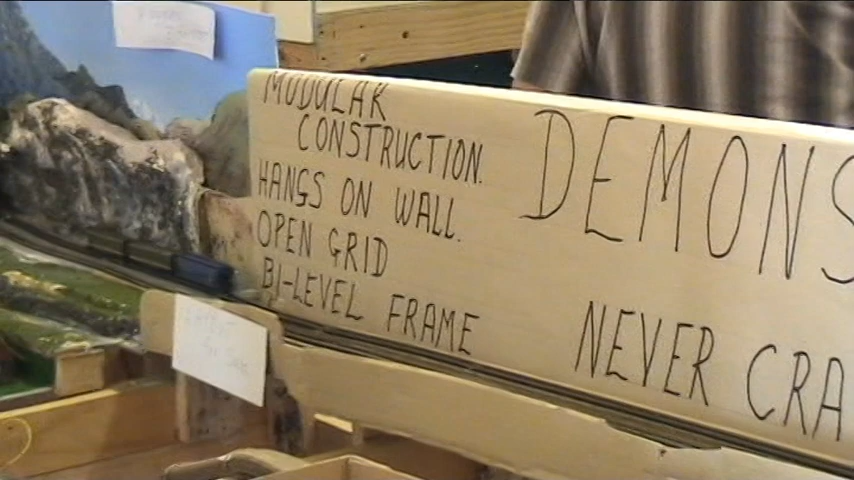 MODULAR
CONSTRUCTION.
HANGS ON WALL.
OPEN GRID
BI-LEVEL FRAME
DEMONS
NEVER CRA